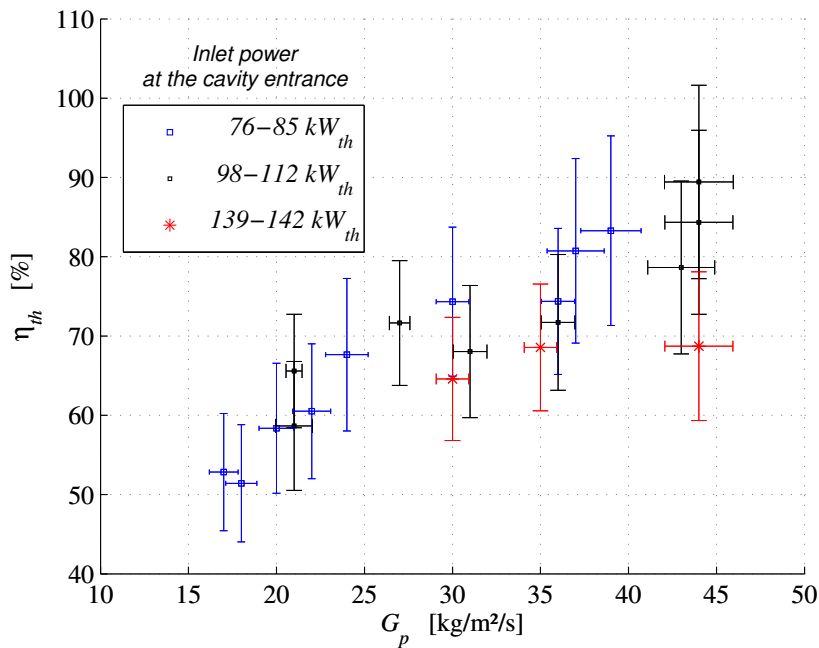 110
100
90
80
70
60
50
40
η_th [%]
Inlet power
at the cavity entrance
76−85 kW_th
98−112 kW_th
139−142 kW_th
10 15 20 25 30 35 40 45 50
G_p [kg/m²/s]